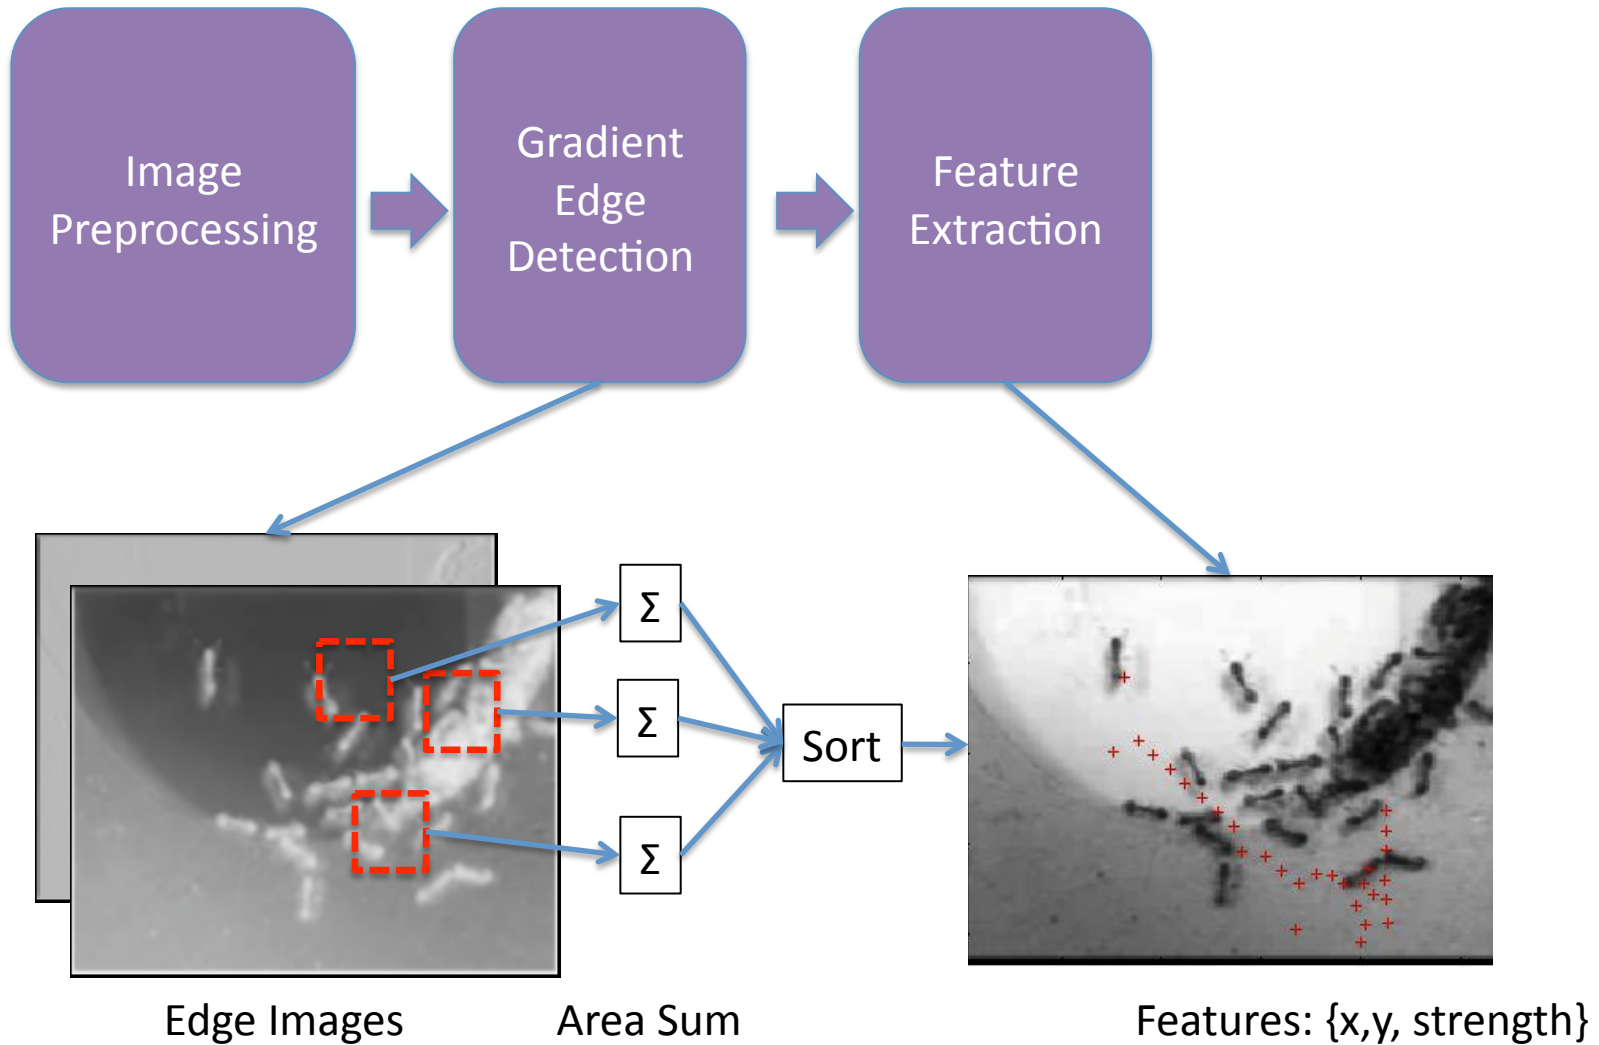 Image
Preprocessing
Gradient
Edge
Detection
Feature
Extraction
Σ
Σ
Sort
Σ
Edge Images
Area Sum
Features: {x,y, strength}